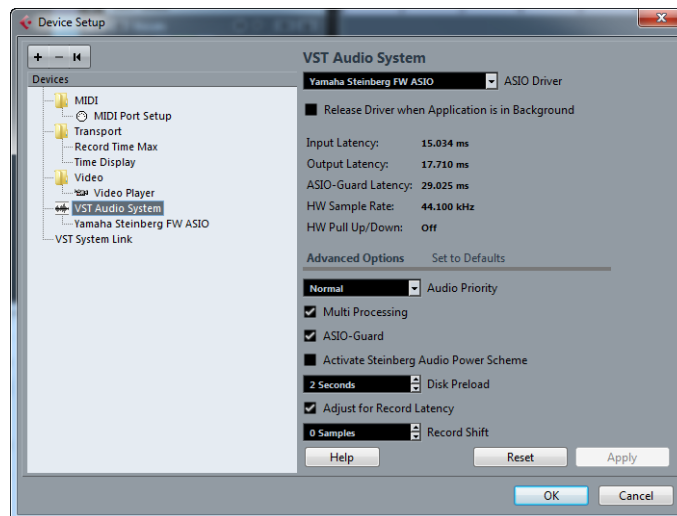 Device Setup
Devices
MIDI
MIDI Port Setup
Transport
Record Time Max
Time Display
Video
Video Player
VST Audio System
Yamaha Steinberg FW ASIO
VST System Link
VST Audio System
Yamaha Steinberg FW ASIO ASIO Driver
Release Driver when Application is in Background
Input Latency: 15.034 ms
Output Latency: 17.710 ms
ASIO-Guard Latency: 29.025 ms
HW Sample Rate: 44.100 kHz
HW Pull Up/Down: Off
Advanced Options Set to Defaults
Normal Audio Priority
Multi Processing
ASIO-Guard
Activate Steinberg Audio Power Scheme
2 Seconds Disk Preload
Adjust for Record Latency
0 Samples Record Shift
Help Reset Apply
OK Cancel